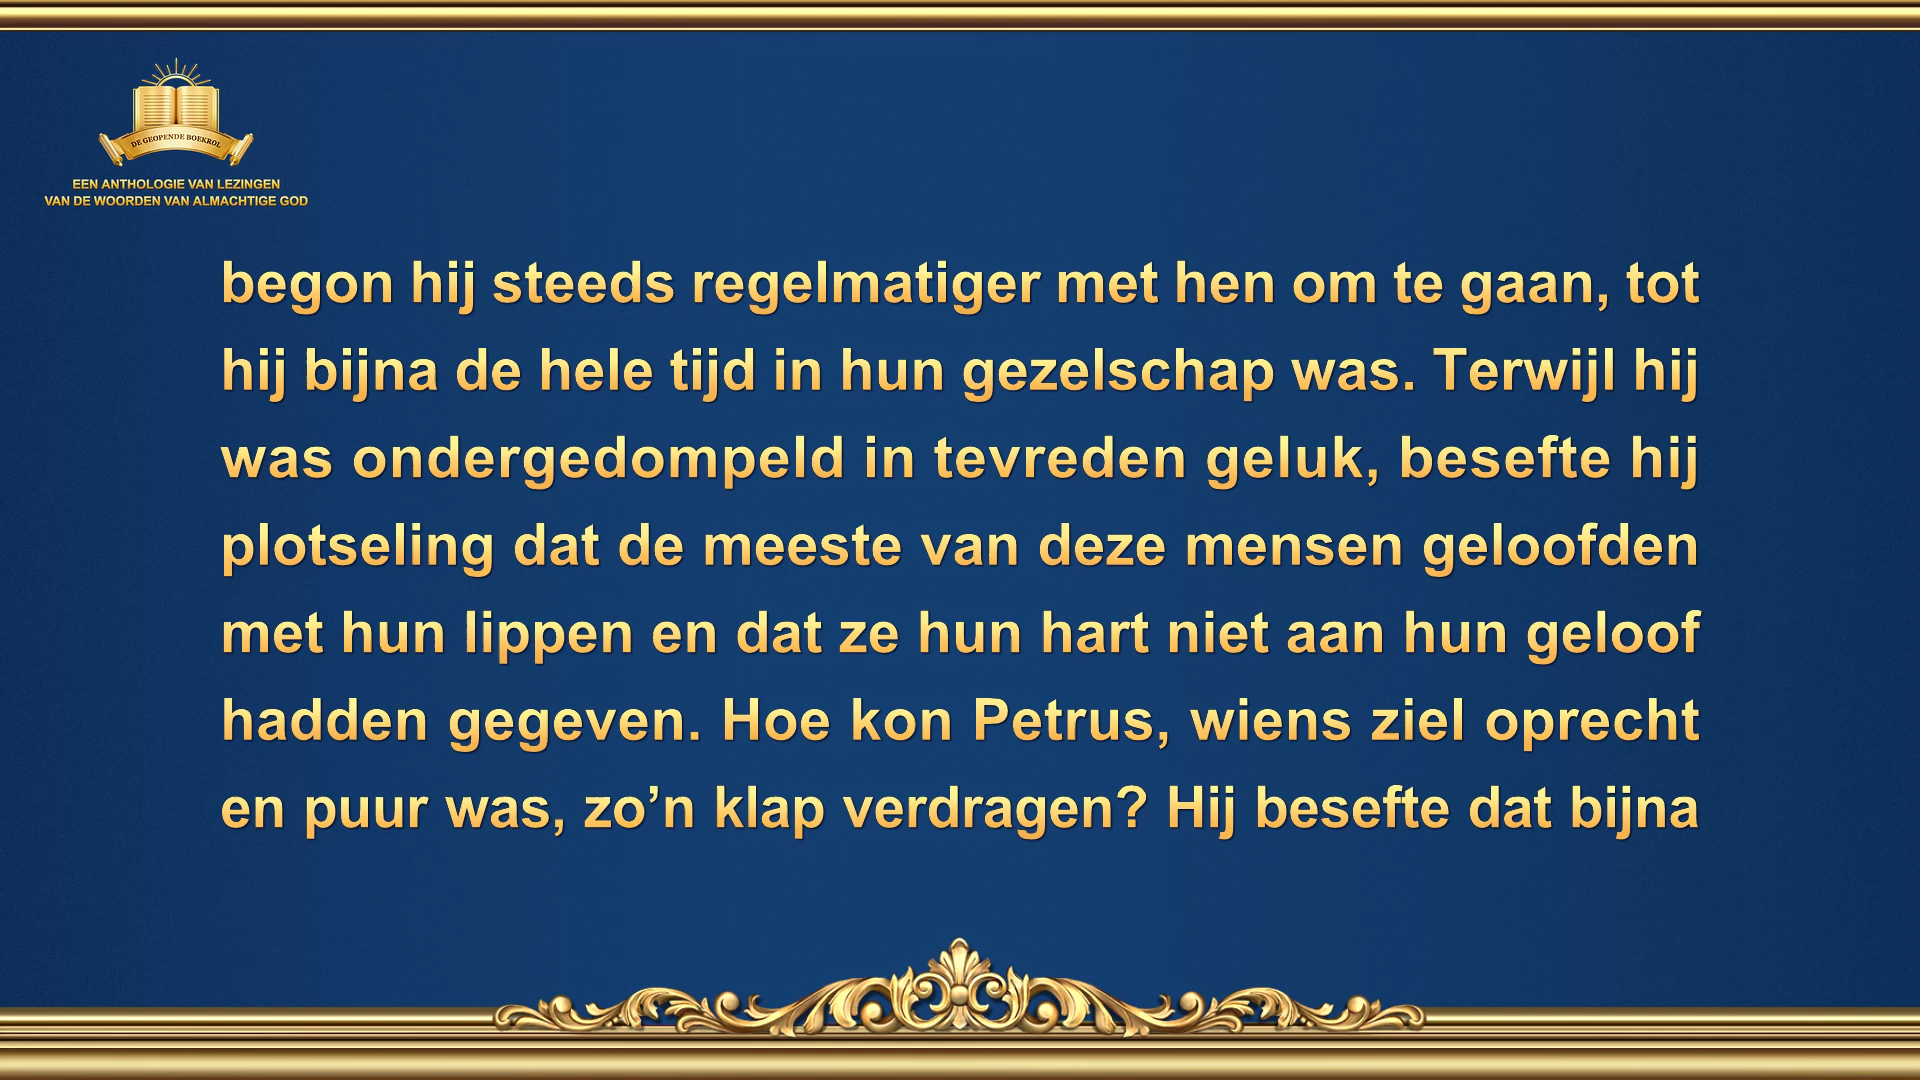 DE GEOPENDE BOEKROL
EEN ANTHOLOGIE VAN LEZINGEN
VAN DE WOORDEN VAN ALMACHTIGE GOD
begon hij steeds regelmatiger met hen om te gaan, tot
hij bijna de hele tijd in hun gezelschap was. Terwijl hij
was ondergedompeld in tevreden geluk, besefte hij
plotseling dat de meeste van deze mensen geloofden
met hun lippen en dat ze hun hart niet aan hun geloof
hadden gegeven. Hoe kon Petrus, wiens ziel oprecht
en puur was, zo’n klap verdragen? Hij besefte dat bijna